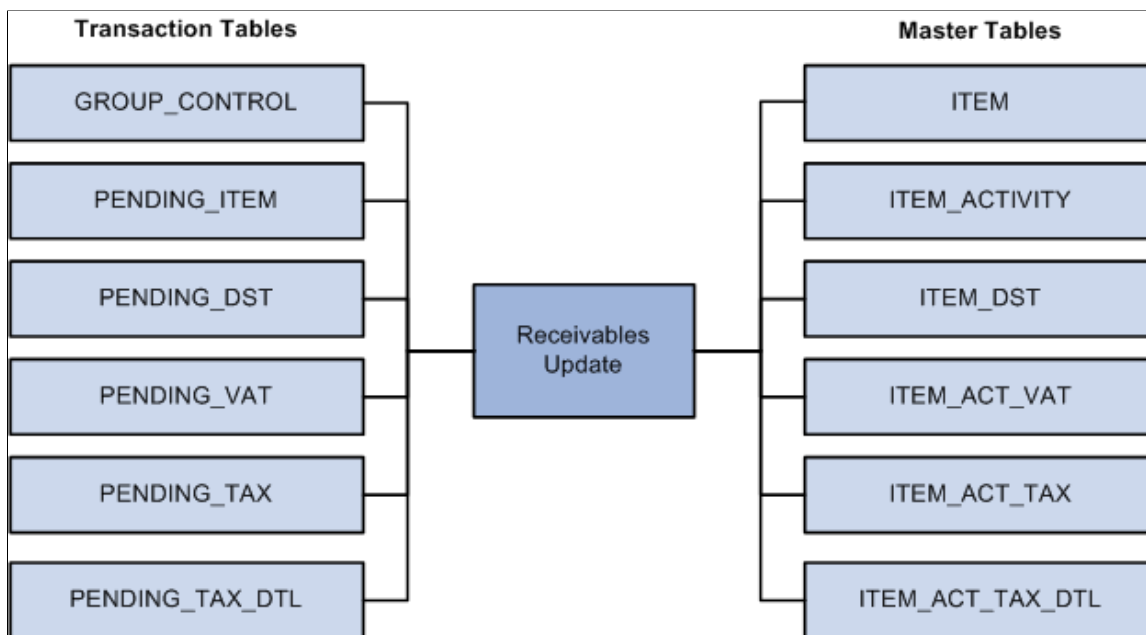 Transaction Tables
GROUP_CONTROL
PENDING_ITEM
PENDING_DST
PENDING_VAT
PENDING_TAX
PENDING_TAX_DTL
Receivables
Update
Master Tables
ITEM
ITEM_ACTIVITY
ITEM_DST
ITEM_ACT_VAT
ITEM_ACT_TAX
ITEM_ACT_TAX_DTL